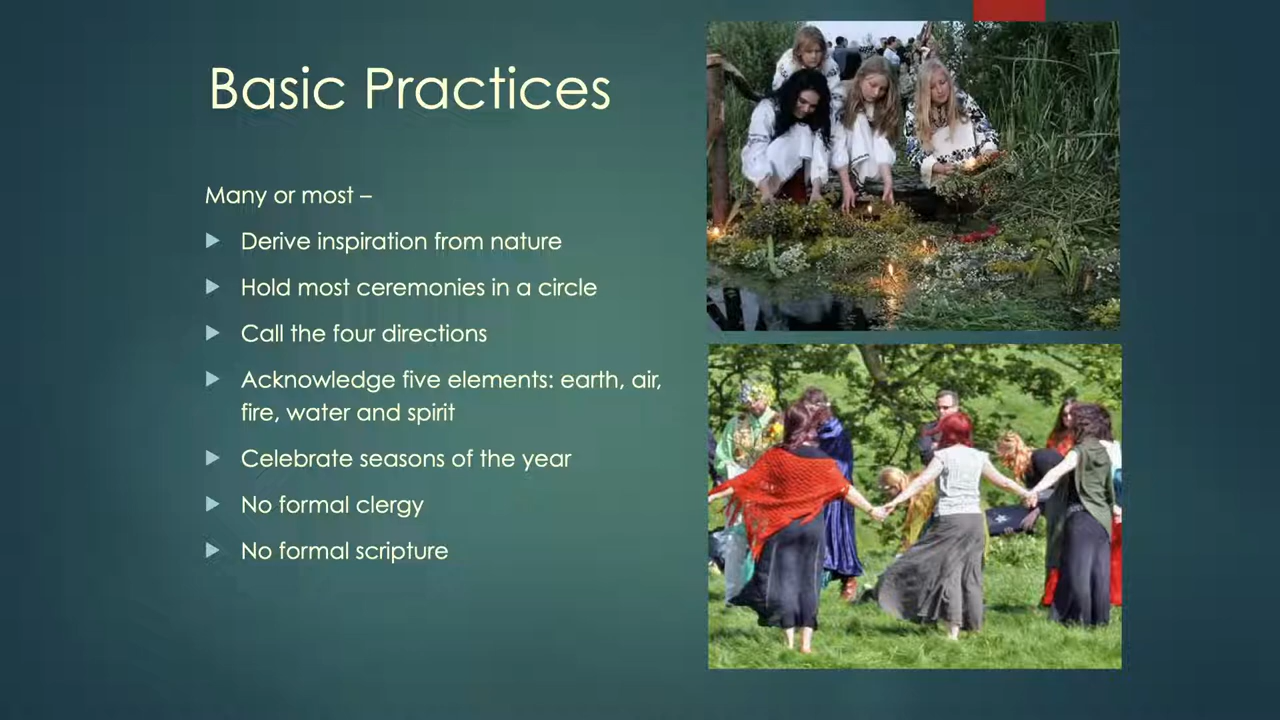 Basic Practices
Many or most –
Derive inspiration from nature
Hold most ceremonies in a circle
Call the four directions
Acknowledge five elements: earth, air,
fire, water and spirit
Celebrate seasons of the year
No formal clergy
No formal scripture